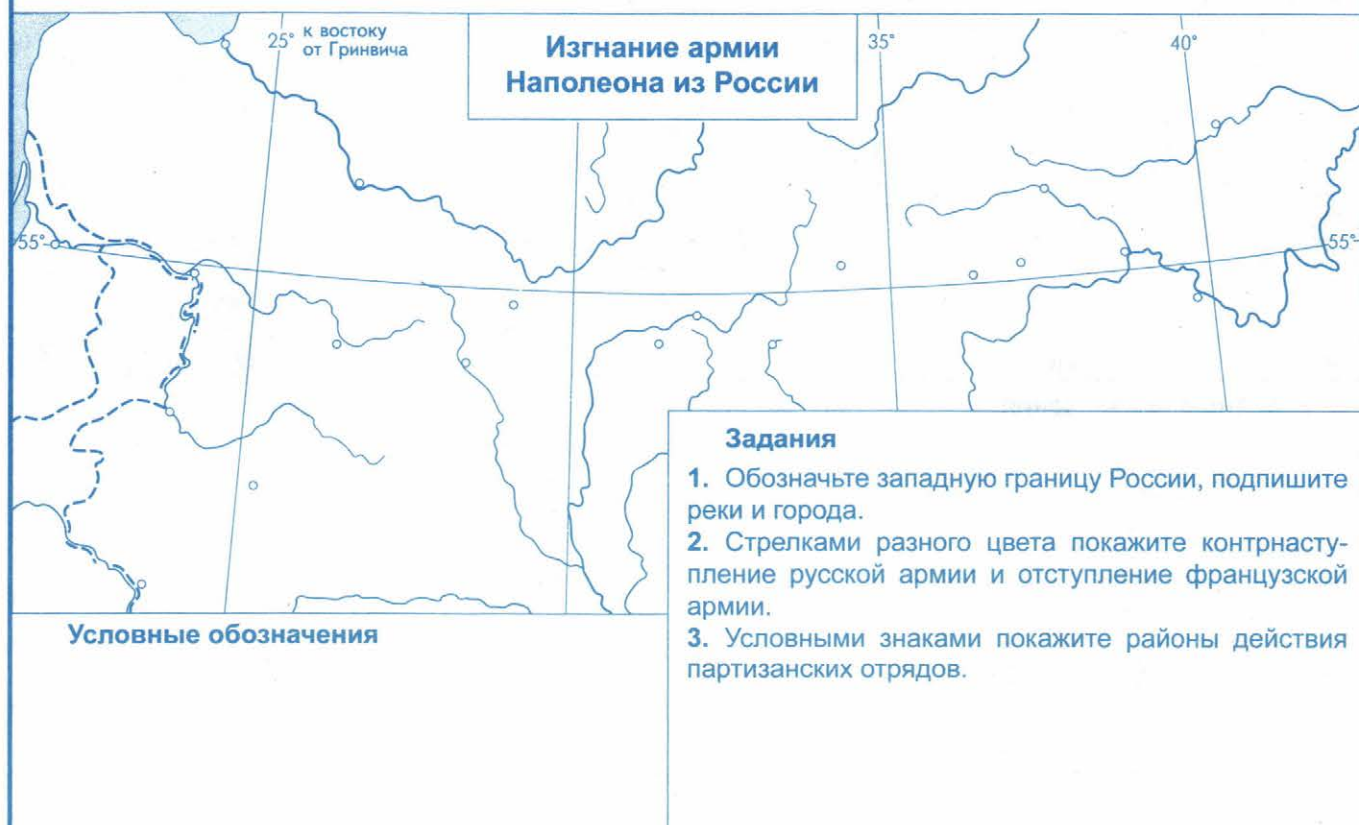 25° к востоку
от Гринвича
Изгнание армии
Наполеона из России
35°
40°
55°
55°
Задания
1. Обозначьте западную границу России, подпишите
реки и города.
2. Стрелками разного цвета покажите контрнасту-
пление русской армии и отступление французской
армии.
3. Условными знаками покажите районы действия
партизанских отрядов.
Условные обозначения